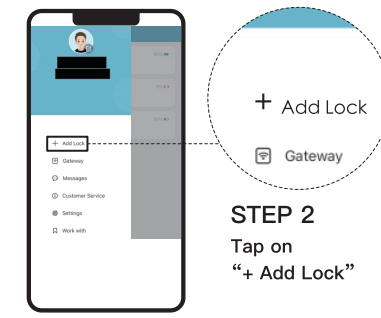 + Add Lock
Gateway
Messages
Customer Service
Settings
Work with
+ Add Lock
Gateway
STEP 2
Tap on
“+ Add Lock”